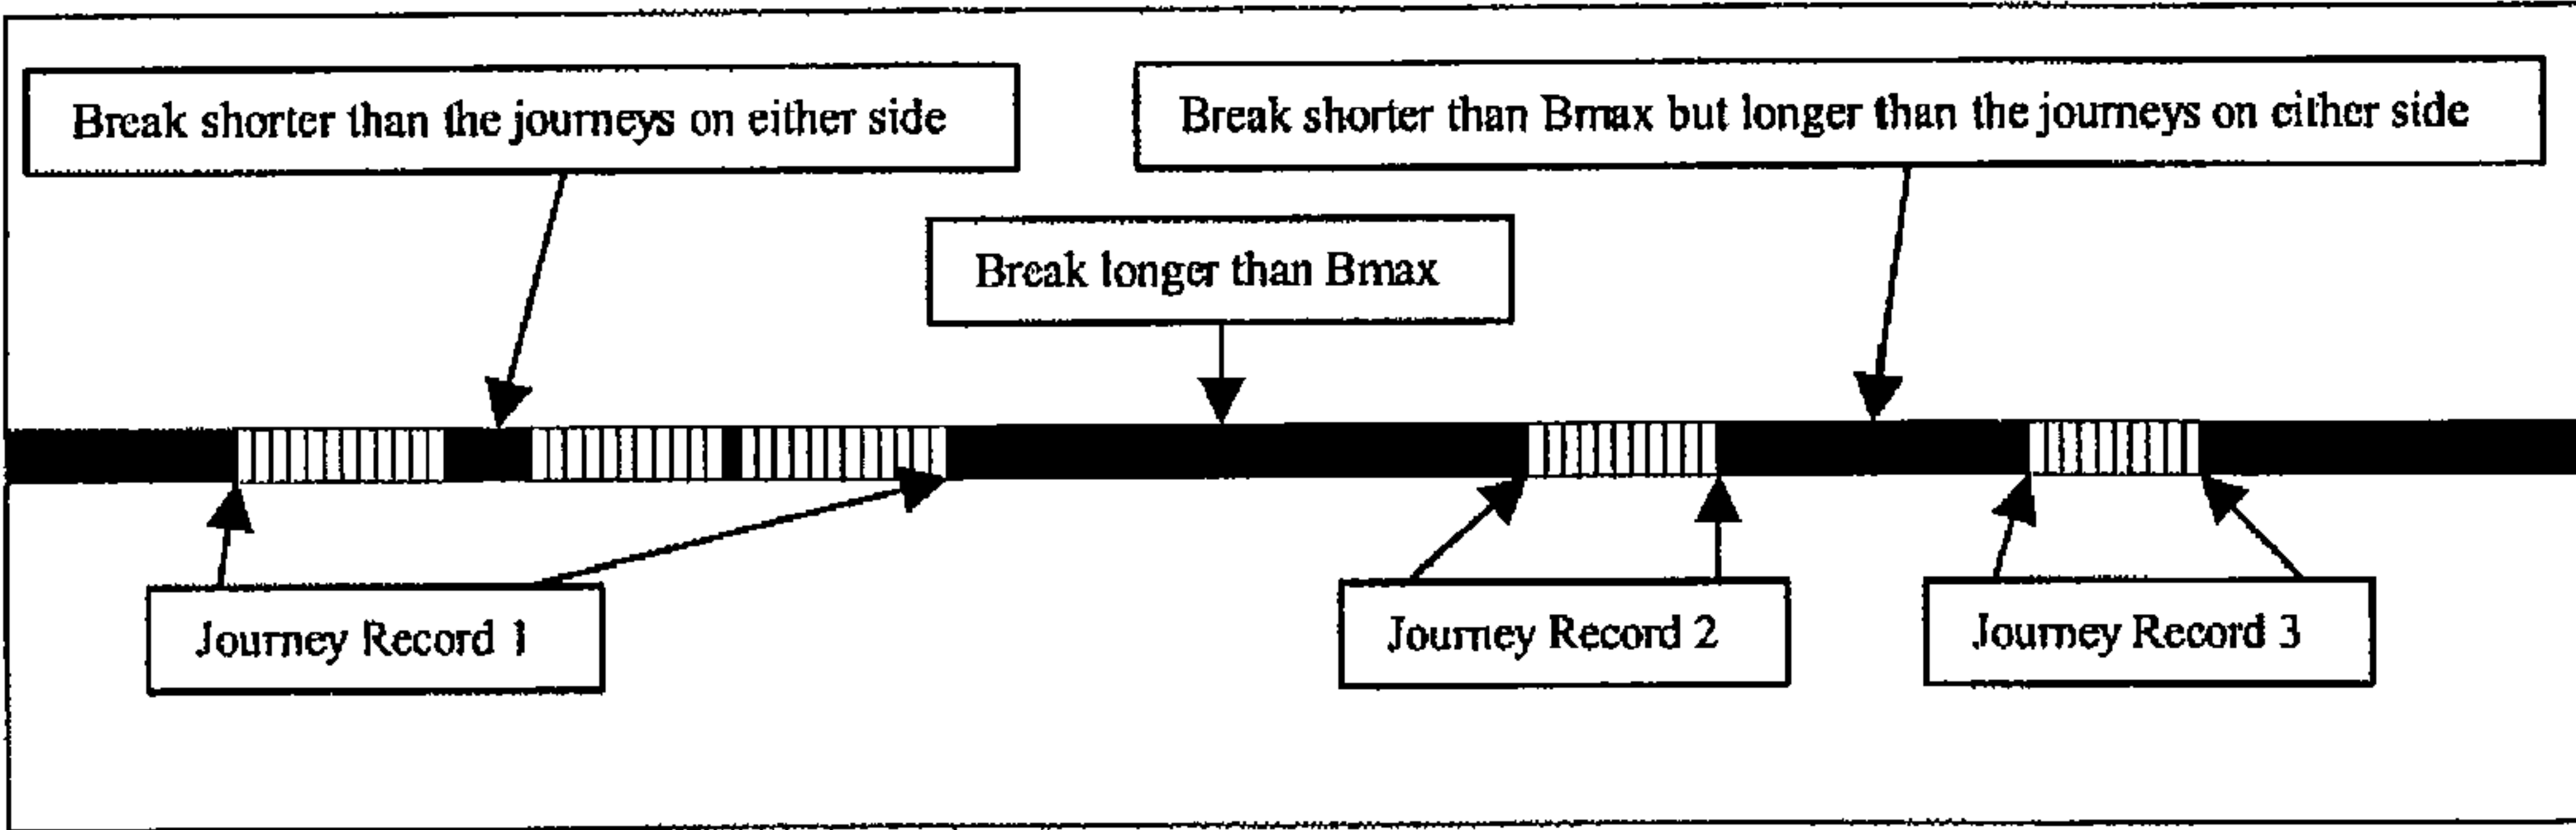 Break shorter than the journeys on either side
Break shorter than Bmax but longer than the journeys on either side
Break longer than Bmax
Journey Record 1
Journey Record 2
Journey Record 3